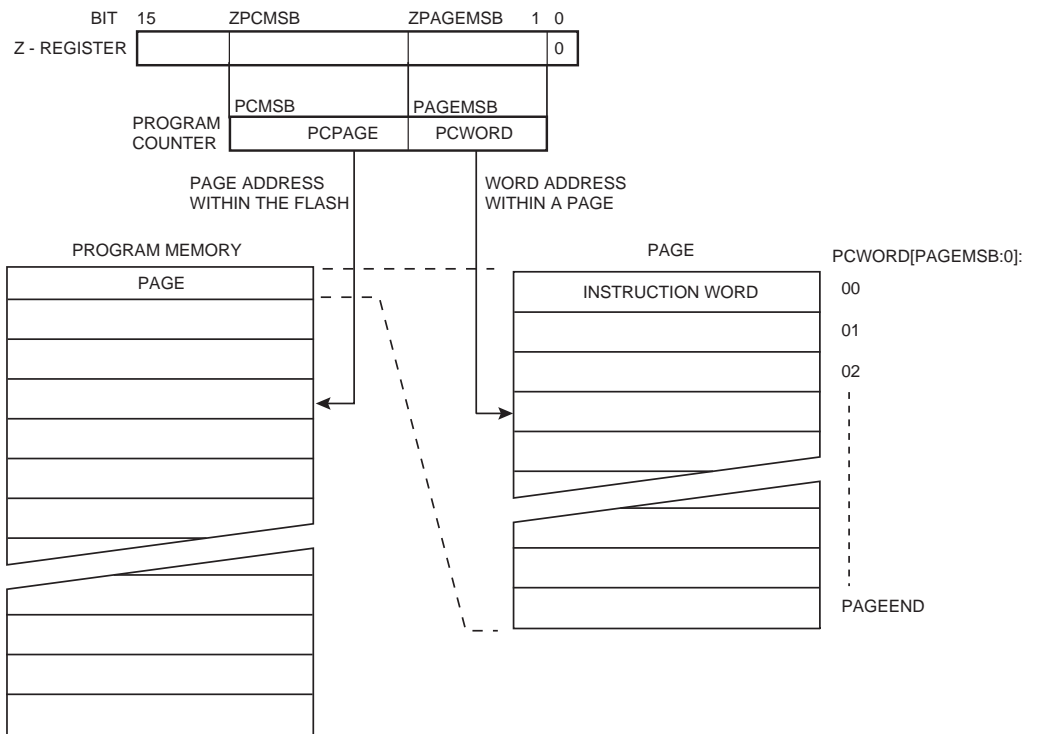 BIT 15 ZPCMSB ZPAGEMSB 1 0
Z - REGISTER 0
PCMSB PAGEMSB
PROGRAM
COUNTER
PCPAGE PCWORD
PAGE ADDRESS
WITHIN THE FLASH
WORD ADDRESS
WITHIN A PAGE
PROGRAM MEMORY
PAGE
PAGE
INSTRUCTION WORD
PCWORD[PAGEMSB:0]:
00
01
02
PAGEEND